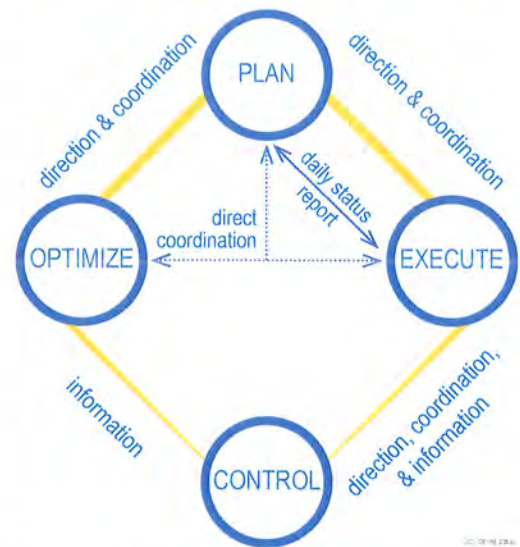 PLAN
direction & coordination
direction & coordination
daily status
report
direct
coordination
OPTIMIZE
EXECUTE
information
direction, coordination,
& information
CONTROL